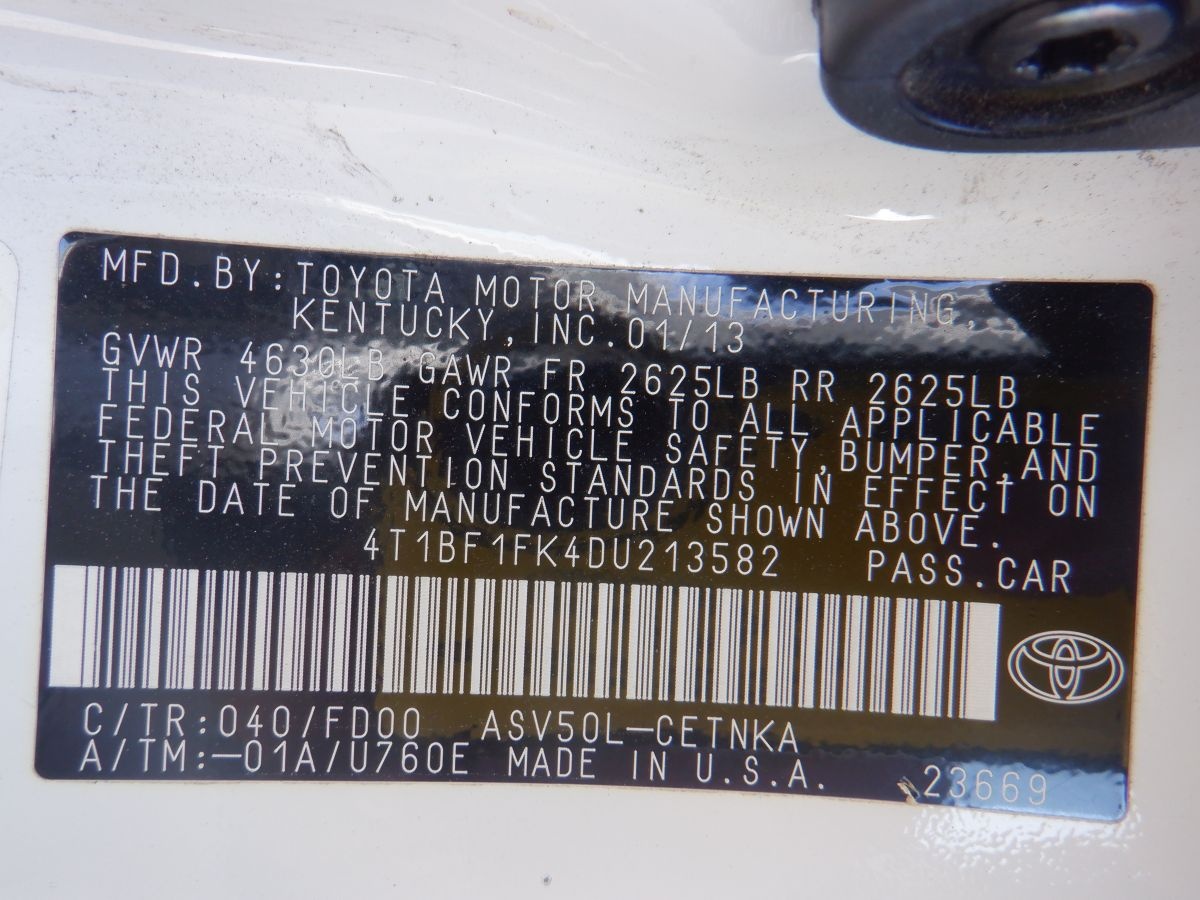 MFD.BY:TOYOTA MOTOR MANUFACTURING,
KENTUCKY,INC.01/13
GVWR 4630LB GAWR FR 2625LB RR 2625LB
THIS VEHICLE CONFORMS TO ALL APPLICABLE
FEDERAL MOTOR VEHICLE SAFETY,BUMPER,AND
THEFT PREVENTION STANDARDS IN EFFECT ON
THE DATE OF MANUFACTURE SHOWN ABOVE.
4T1BF1FK4DU213582 PASS.CAR
C/TR:040/FD00 ASV50L-CETNKA
A/TM:-01A/U760E MADE IN U.S.A. 23669